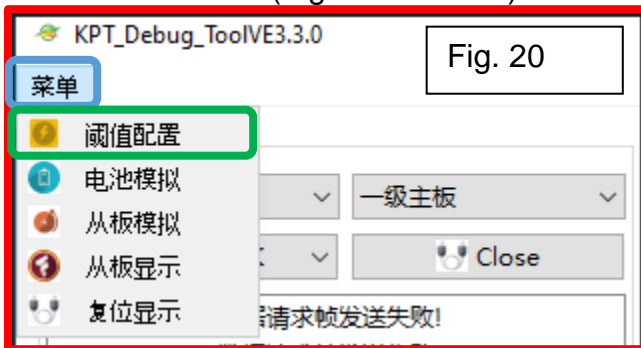 KPT_Debug_ToolVE3.3.0
Fig. 20
菜单
阈值配置
电池模拟
一级主板
从板模拟
从板显示
Close
复位显示
请求帧发送失败!